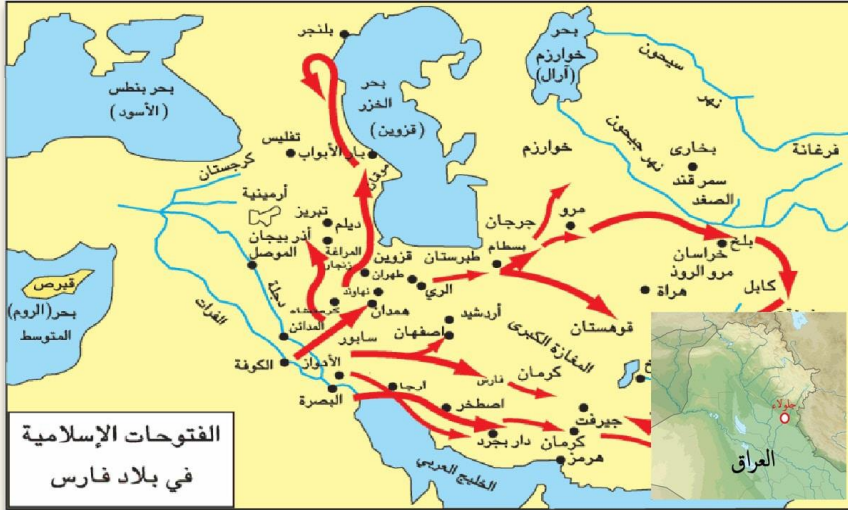 بلنجر
بحر
خوارزم
(آرال)
نهر سيحون
بحر بنطس
(الأسود)
بحر
الخزر
(قزوين)
تفليس
باب الأبواب
موقان
خوارزم
نهر جيحون
بخارى
سمر قند
الصغد
فرغانة
كرجستان
أرمينية
تبريز
ديلم
أذربيجان
المراغة
زنجان
الموصل
قزوين
طهران
طبرستان
جرجان
بسطام
مرو
بلخ
خراسان
مرو الروذ
هراة
كابل
قبرص
بحر (الروم)
المتوسط
الفرات
دجلة
نهاوند
همدان
الري
أردشيد
اصفهان
قوهستان
المفازة الكبرى
المدائن
سابور
الكوفة
الأهواز
البصرة
ارجا
فارس
كرمان
اصطخر
جيرفت
دار بجرد
كرمان
هرمز
الخليج العربي
الفتوحات الإسلامية
في بلاد فارس
جلولاء
العراق